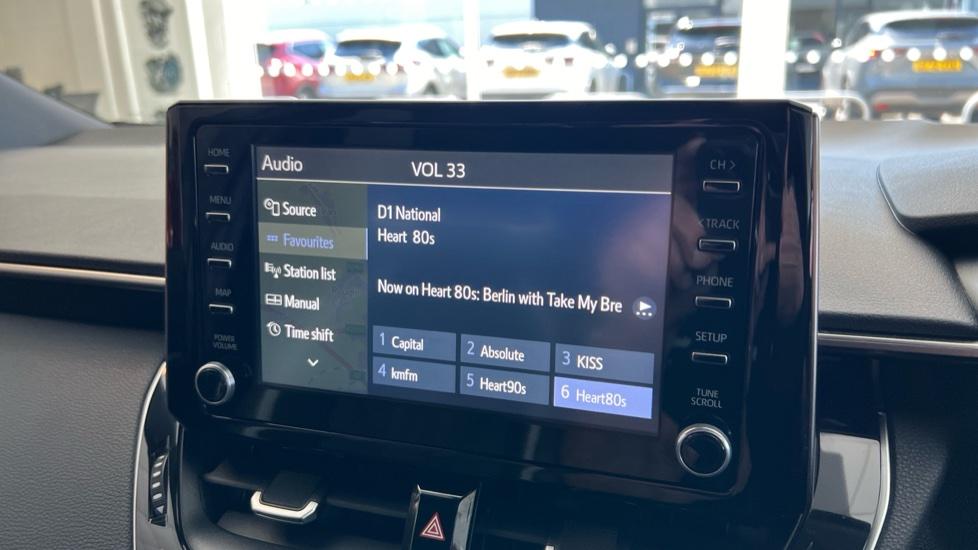 HOME
MENU
AUDIO
MAP
POWER
VOLUME
Audio
VOL 33
Source
Favourites
Station list
Manual
Time shift
D1 National
Heart 80s
Now on Heart 80s: Berlin with Take My Bre
1 Capital
2 Absolute
3 KISS
4 kmfm
5 Heart90s
6 Heart80s
CH >
< TRACK
PHONE
SETUP
TUNE
SCROLL